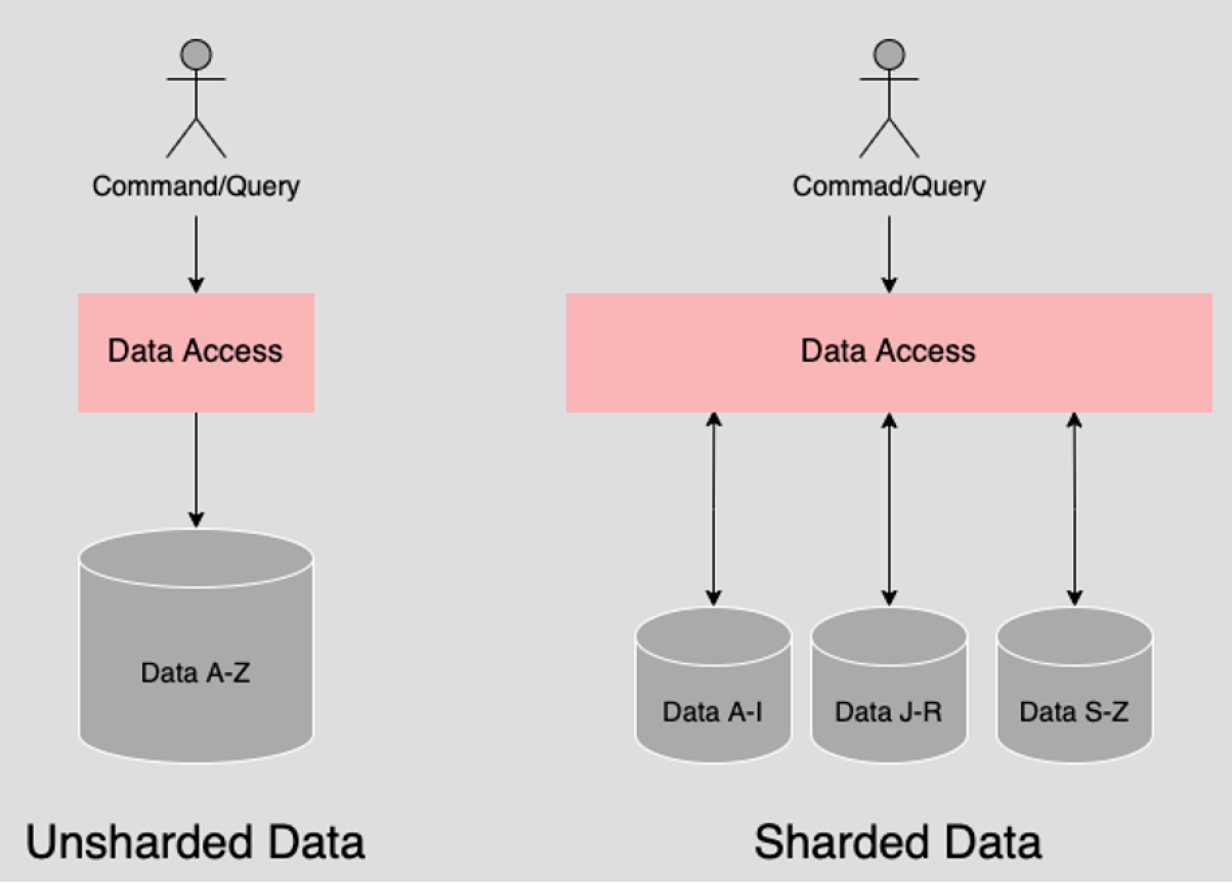 Command/Query
Data Access
Data A-Z
Unsharded Data
Commad/Query
Data Access
Data A-I
Data J-R
Data S-Z
Sharded Data